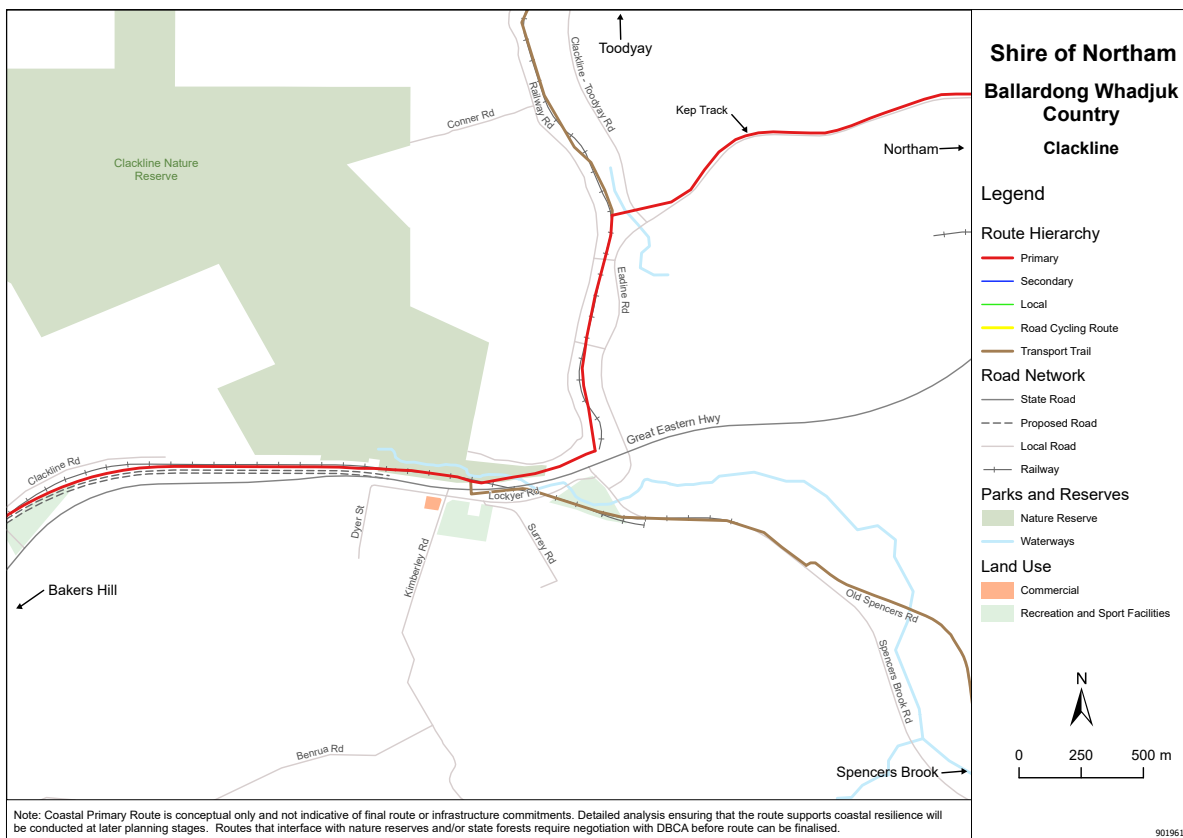 Toodyay
Clackline - Toodyay Rd
Railway Rd
Conner Rd
Kep Track
Northam
Clackline Nature
Reserve
Eadine Rd
Great Eastern Hwy
Clackline Rd
Lockyer Rd
Dyer St
Kimberley Rd
Surrey Rd
Bakers Hill
Old Spencers Rd
Spencers Brook Rd
Benrua Rd
Spencers Brook
Note: Coastal Primary Route is conceptual only and not indicative of final route or infrastructure commitments. Detailed analysis ensuring that the route supports coastal resilience will
be conducted at later planning stages. Routes that interface with nature reserves and/or state forests require negotiation with DBCA before route can be finalised.
Shire of Northam
Ballardong Whadjuk
Country
Clackline
Legend
Route Hierarchy
Primary
Secondary
Local
Road Cycling Route
Transport Trail
Road Network
State Road
Proposed Road
Local Road
Railway
Parks and Reserves
Nature Reserve
Waterways
Land Use
Commercial
Recreation and Sport Facilities
N
0 250 500 m
901961